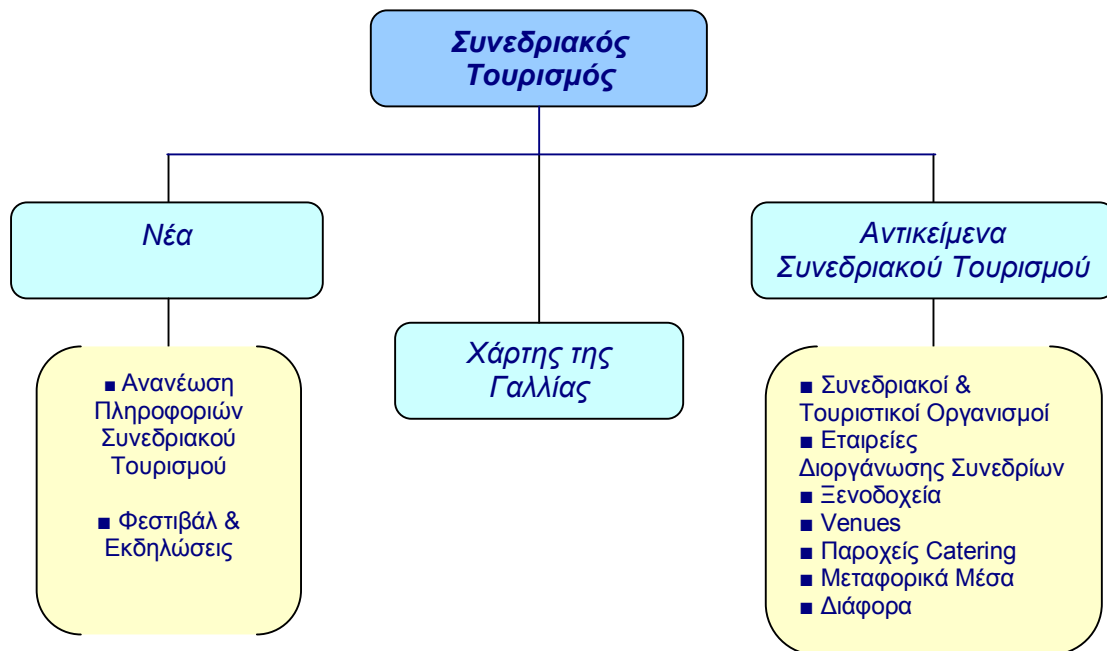 Συνεδριακός
Τουρισμός
Νέα
Αντικείμενα
Συνεδριακού Τουρισμού
Χάρτης της
Γαλλίας
■ Ανανέωση
Πληροφοριών
Συνεδριακού
Τουρισμού
■ Φεστιβάλ &
Εκδηλώσεις
■ Συνεδριακοί &
Τουριστικοί Οργανισμοί
■ Εταιρείες
Διοργάνωσης Συνεδρίων
■ Ξενοδοχεία
■ Venues
■ Παροχείς Catering
■ Μεταφορικά Μέσα
■ Διάφορα